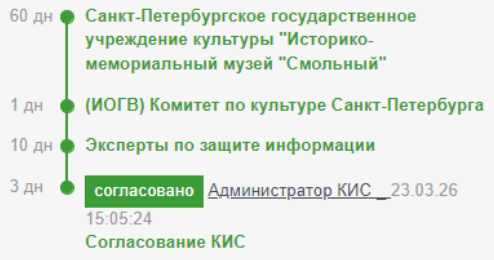 60 дн Санкт-Петербургское государственное
учреждение культуры "Историко-
мемориальный музей "Смольный"
1 дн (ИОГВ) Комитет по культуре Санкт-Петербурга
10 дн Эксперты по защите информации
3 дн согласовано Администратор КИС _ 23.03.26
15:05:24
Согласование КИС